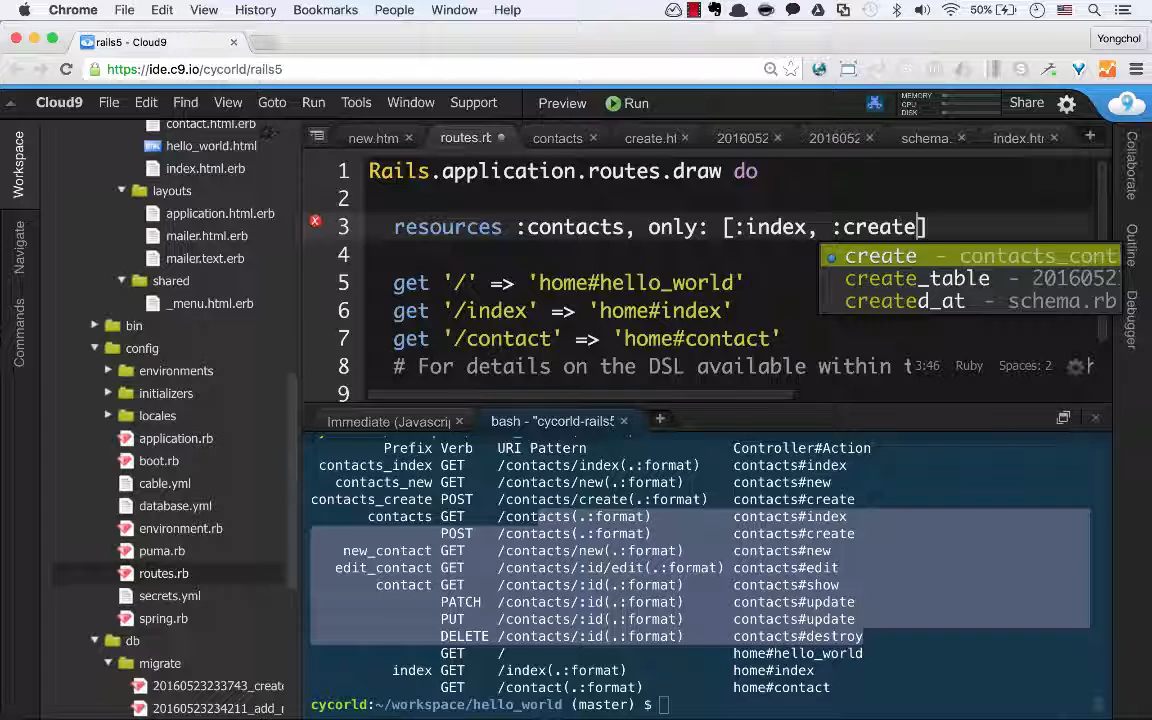 Chrome File Edit View History Bookmarks People Window Help 50%
rails5 - Cloud9 × Yongchol
https://ide.c9.io/cycorld/rails5
Cloud9 File Edit Find View Goto Run Tools Window Support Preview Run MEMORY CPU DISK Share
Workspace
Navigate
Commands
contact.html.erb
hello_world.html
index.html.erb
layouts
application.html.erb
mailer.html.erb
mailer.text.erb
shared
_menu.html.erb
bin
config
environments
initializers
locales
application.rb
boot.rb
cable.yml
database.yml
environment.rb
puma.rb
routes.rb
secrets.yml
spring.rb
db
migrate
20160523233743_create
20160523234211_add_r
new.htm × routes.rt contacts × create.hl × 2016052 × 2016052 × schema. × index.ht: × +
1 Rails.application.routes.draw do
2
3 resources :contacts, only: [:index, :create]
create – contacts_cont
create_table – 2016052
created_at – schema.rb
4
5 get '/' => 'home#hello_world'
6 get '/index' => 'home#index'
7 get '/contact' => 'home#contact'
8 # For details on the DSL available within t
9
3:46 Ruby Spaces: 2
Collaborate
Outline
Debugger
Immediate (Javascrip × bash - "cycorld-rails5 × +
Prefix Verb URI Pattern Controller#Action
contacts_index GET /contacts/index(.:format) contacts#index
contacts_new GET /contacts/new(.:format) contacts#new
contacts_create POST /contacts/create(.:format) contacts#create
contacts GET /contacts(.:format) contacts#index
POST /contacts(.:format) contacts#create
new_contact GET /contacts/new(.:format) contacts#new
edit_contact GET /contacts/:id/edit(.:format) contacts#edit
contact GET /contacts/:id(.:format) contacts#show
PATCH /contacts/:id(.:format) contacts#update
PUT /contacts/:id(.:format) contacts#update
DELETE /contacts/:id(.:format) contacts#destroy
GET / home#hello_world
index GET /index(.:format) home#index
GET /contact(.:format) home#contact
cycorld:~/workspace/hello_world (master) $